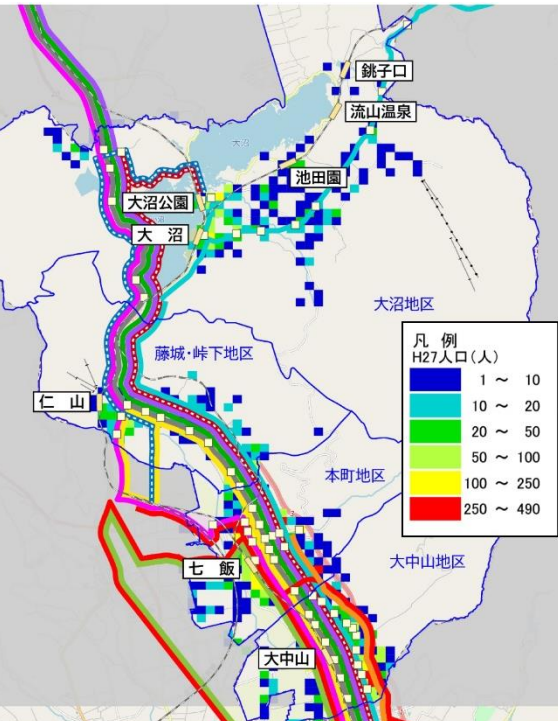 銚子口
流山温泉
大沼
池田園
大沼公園
大 沼
大沼地区
藤城・峠下地区
凡 例
H27人口(人)
1 ～ 10
10 ～ 20
20 ～ 50
50 ～ 100
100 ～ 250
250 ～ 490
仁 山
本町地区
大中山地区
七 飯
大中山